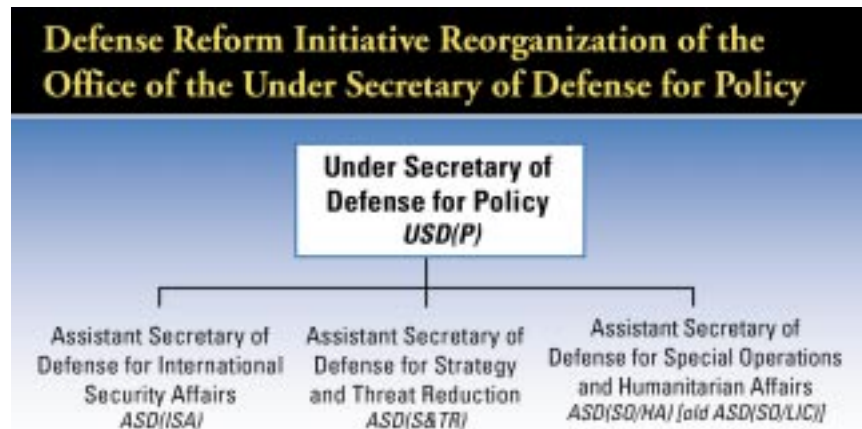 Defense Reform Initiative Reorganization of the
Office of the Under Secretary of Defense for Policy
Under Secretary of
Defense for Policy
USD(P)
Assistant Secretary of
Defense for International
Security Affairs
ASD(ISA)
Assistant Secretary of
Defense for Strategy
and Threat Reduction
ASD(S&TR)
Assistant Secretary of
Defense for Special Operations
and Humanitarian Affairs
ASD(SO/HA) [old ASD(SO/LIC)]